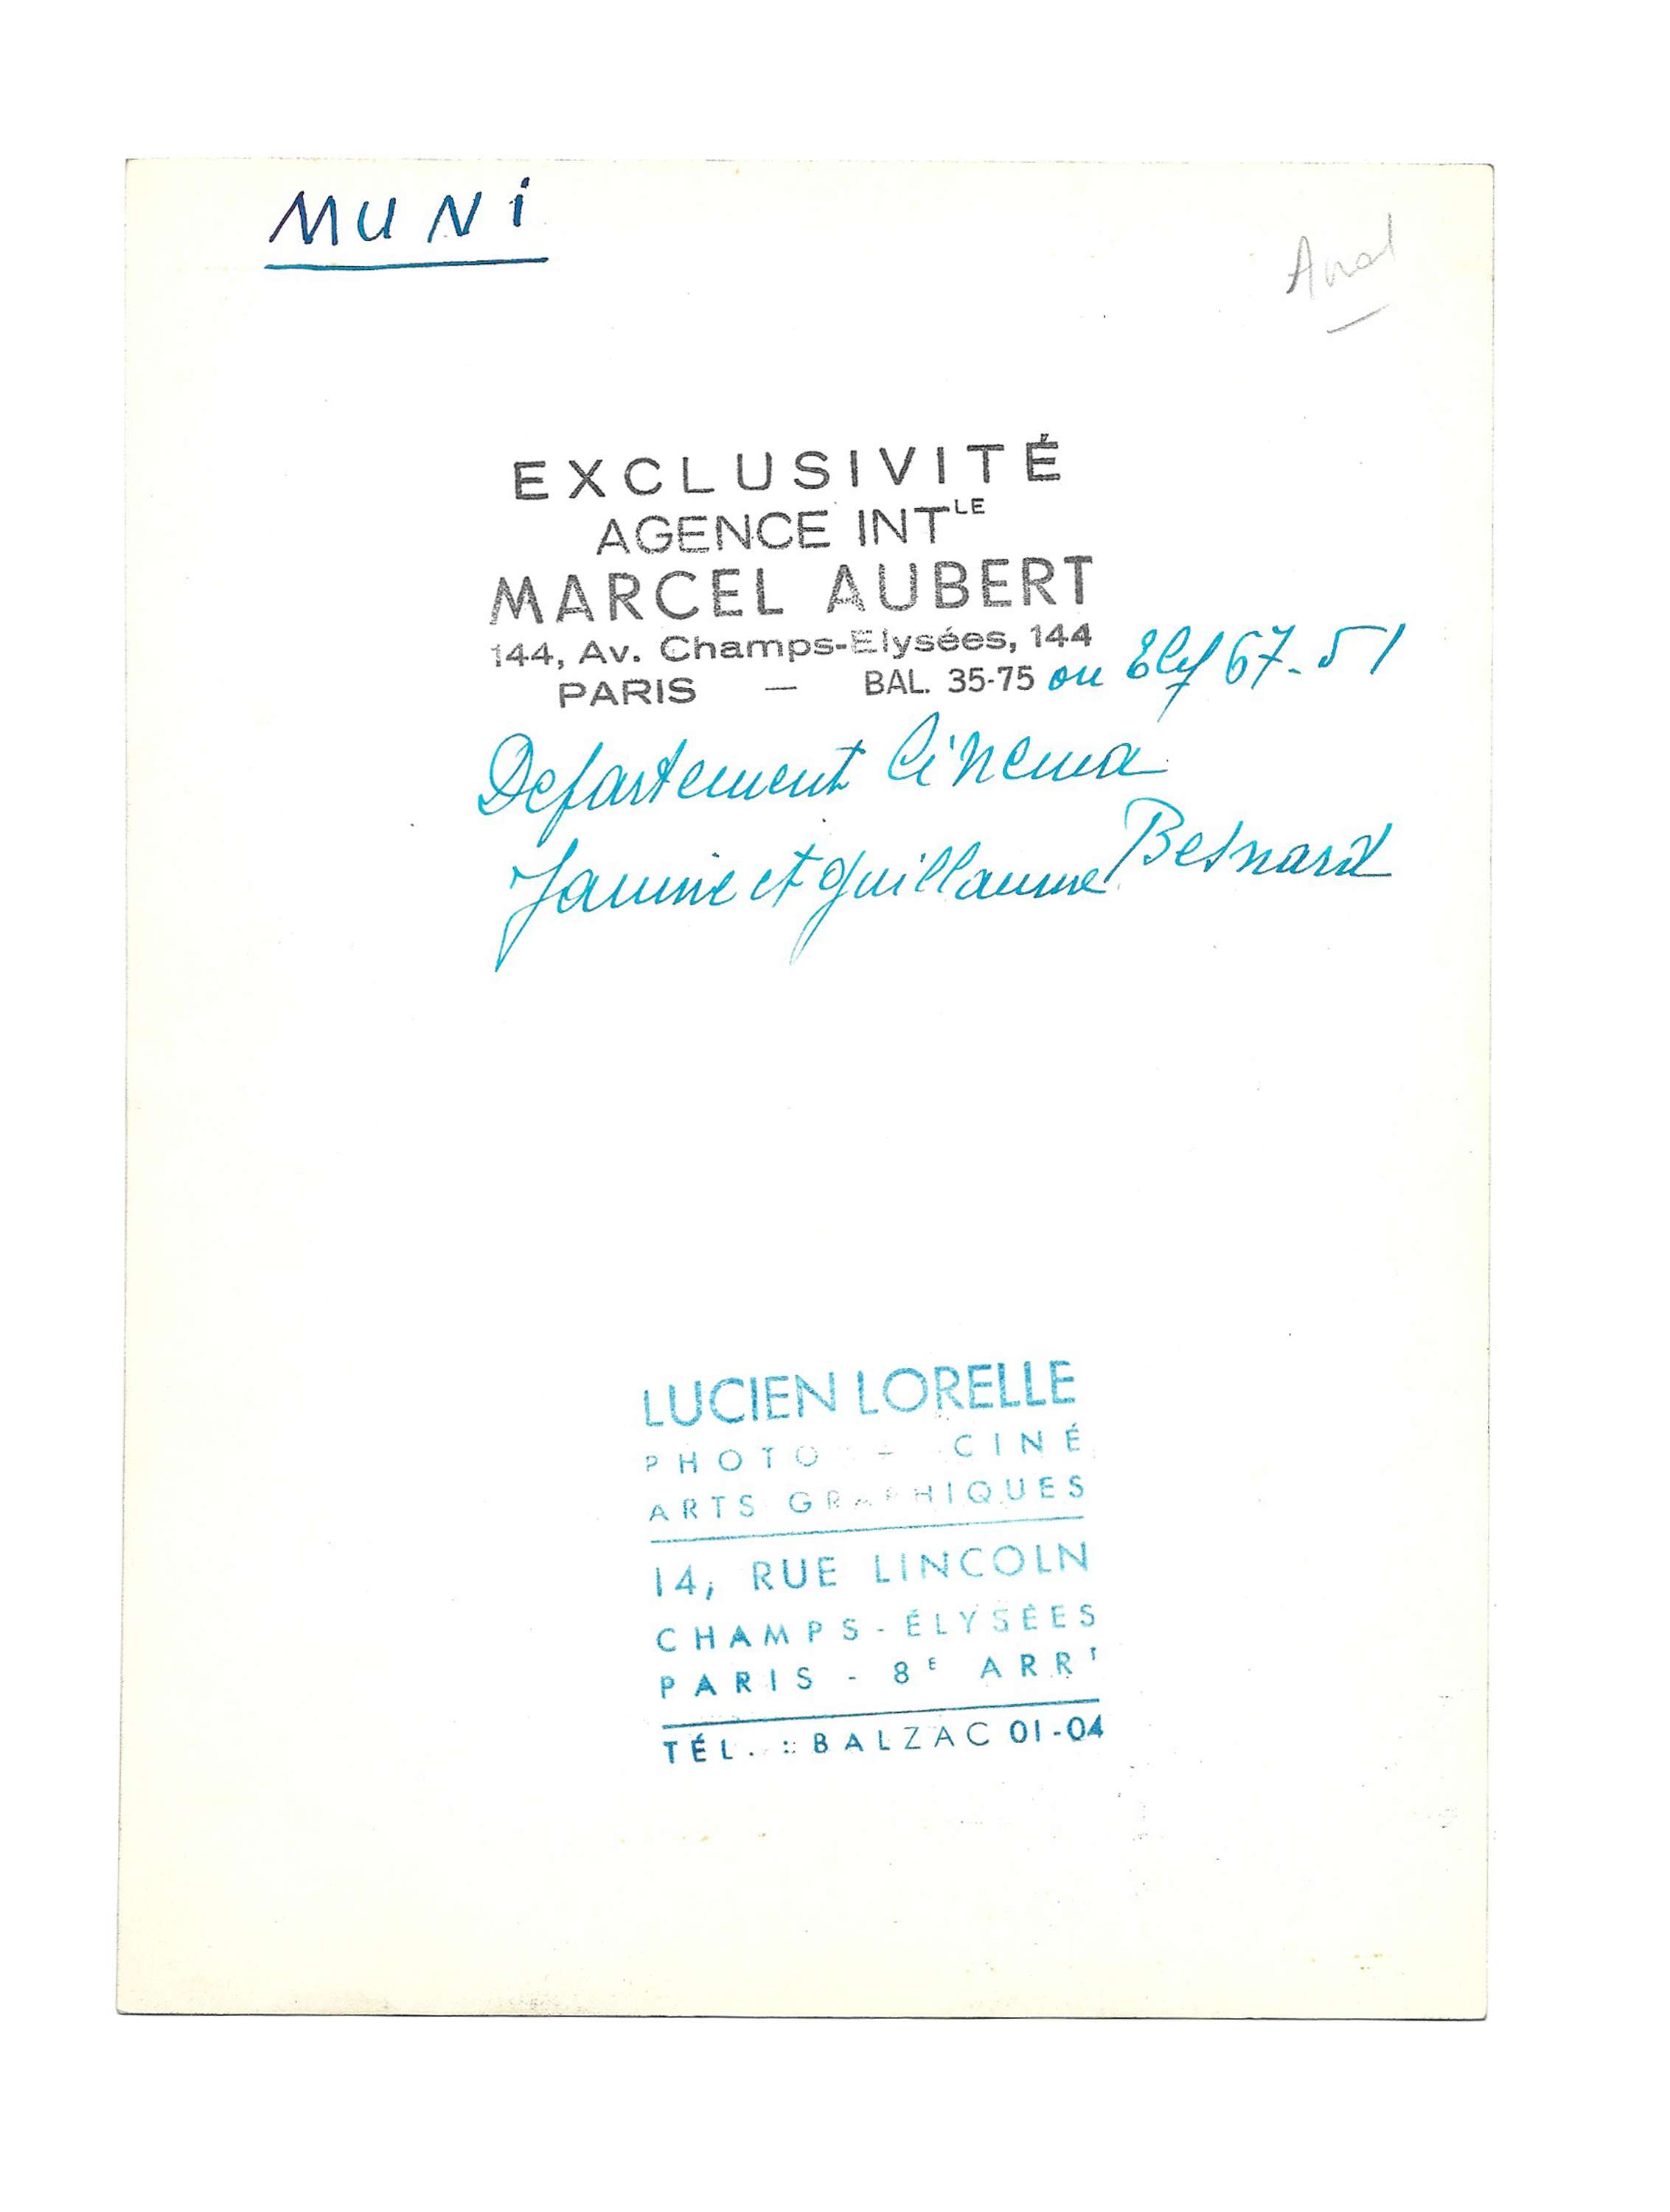 MUNi
EXCLUSIVITÉ
AGENCE INTLE
MARCEL AUBERT
144, Av. Champs-Elysées, 144
PARIS — BAL. 35-75 ou Ely 67-51
Departement Cinema
Janine et Guillaume Besnard
LUCIEN LORELLE
PHOTO - CINÉ
ARTS GRAPHIQUES
14, RUE LINCOLN
CHAMPS-ÉLYSÉES
PARIS - 8E ARRT
TÉL. : BALZAC 01-04